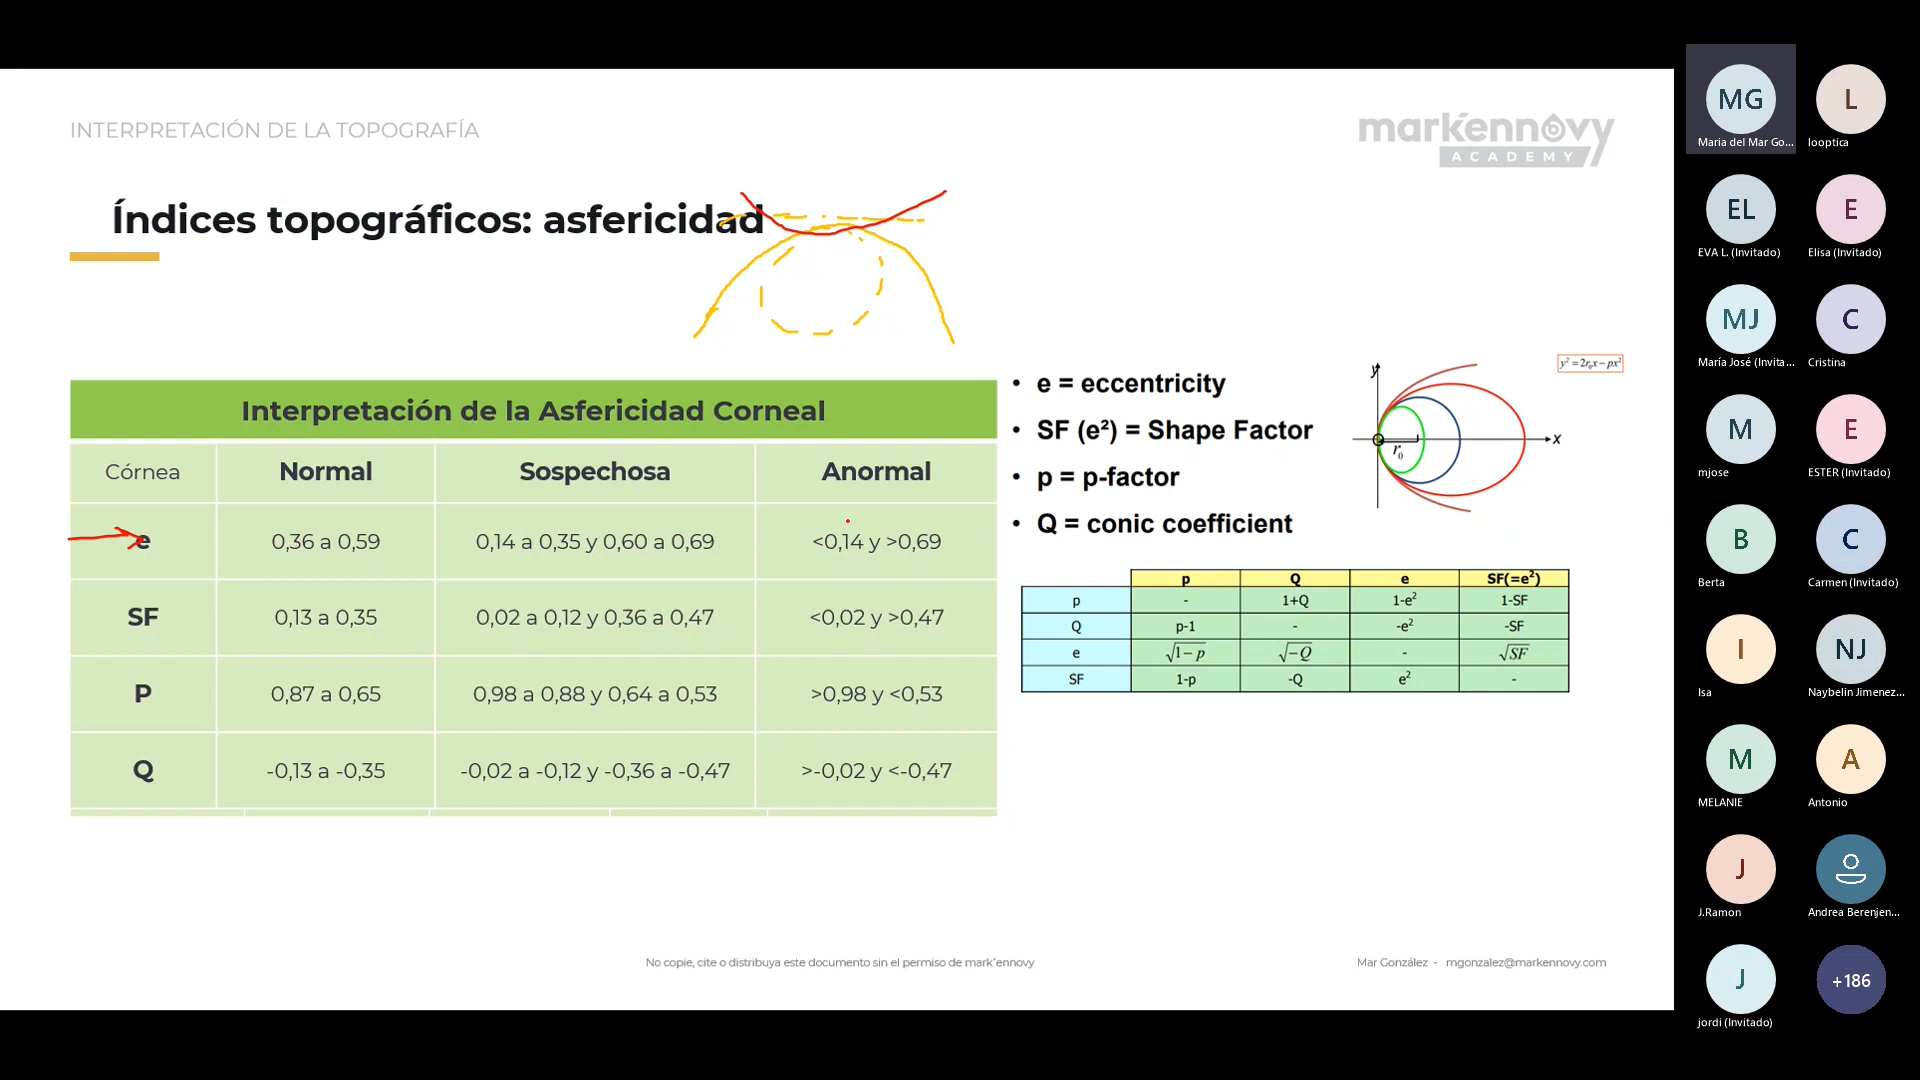 INTERPRETACIÓN DE LA TOPOGRAFÍA
mark'ennovy
ACADEMY
Índices topográficos: asfericidad
Interpretación de la Asfericidad Corneal
Córnea Normal Sospechosa Anormal
e 0,36 a 0,59 0,14 a 0,35 y 0,60 a 0,69 <0,14 y >0,69
SF 0,13 a 0,35 0,02 a 0,12 y 0,36 a 0,47 <0,02 y >0,47
P 0,87 a 0,65 0,98 a 0,88 y 0,64 a 0,53 >0,98 y <0,53
Q -0,13 a -0,35 -0,02 a -0,12 y -0,36 a -0,47 >-0,02 y <-0,47
• e = eccentricity
• SF (e²) = Shape Factor
• p = p-factor
• Q = conic coefficient
y² = 2r₀x − px²
y
x
r₀
p Q e SF(=e²)
p - 1+Q 1-e² 1-SF
Q p-1 - -e² -SF
e √1−p √−Q - √SF
SF 1-p -Q e² -
No copie, cite o distribuya este documento sin el permiso de mark'ennovy
Mar González - mgonzalez@markennovy.com
MG L
Maria del Mar Go... looptica
EL E
EVA L. (Invitado) Elisa (Invitado)
MJ C
María José (Invita... Cristina
M E
mjose ESTER (Invitado)
B C
Berta Carmen (Invitado)
I NJ
Isa Naybelin Jimenez...
M A
MELANIE Antonio
J
J.Ramon Andrea Berenjen...
J +186
jordi (Invitado)